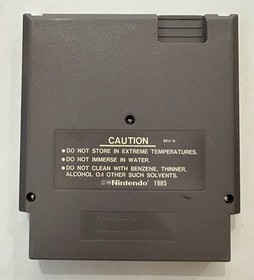 CAUTION REV-A
•DO NOT STORE IN EXTREME TEMPERATURES.
•DO NOT IMMERSE IN WATER.
•DO NOT CLEAN WITH BENZENE, THINNER,
ALCOHOL OR OTHER SUCH SOLVENTS.
©®Nintendo® 1985
Nintendo